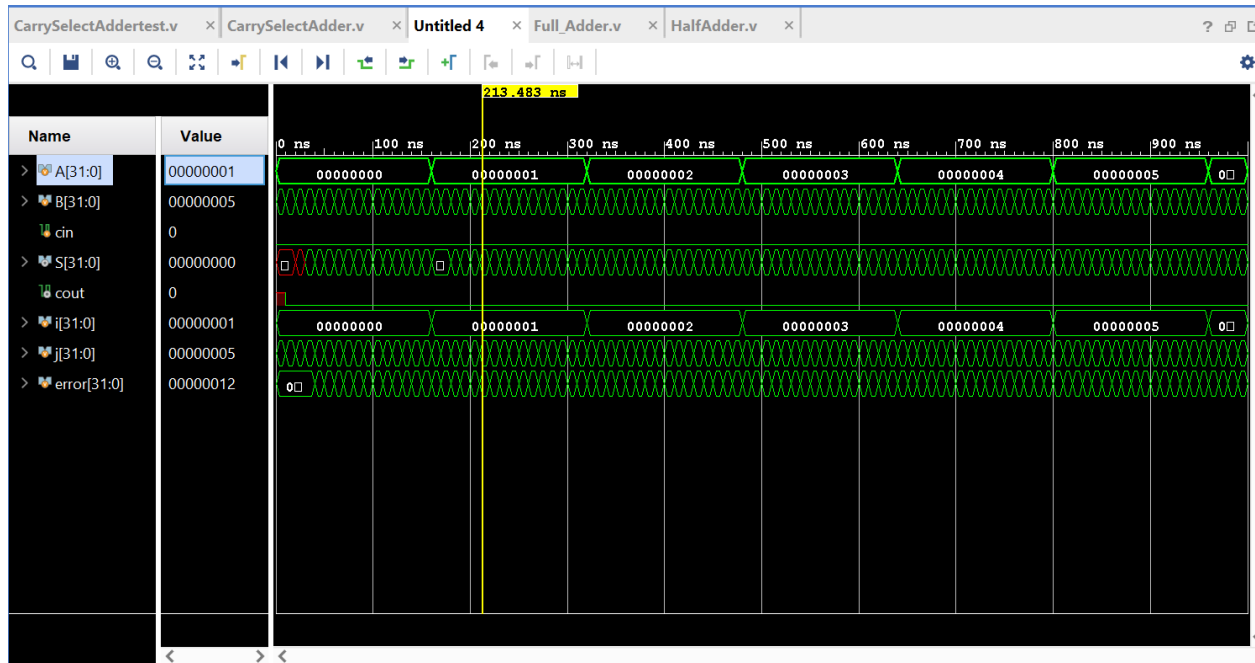 CarrySelectAddertest.v × CarrySelectAdder.v × Untitled 4 × Full_Adder.v × HalfAdder.v × ?
213.483 ns
Name Value 0 ns 100 ns 200 ns 300 ns 400 ns 500 ns 600 ns 700 ns 800 ns 900 ns
A[31:0] 00000001 00000000 00000001 00000002 00000003 00000004 00000005 0
B[31:0] 00000005
cin 0
S[31:0] 00000000
cout 0
i[31:0] 00000001 00000000 00000001 00000002 00000003 00000004 00000005 0
j[31:0] 00000005
error[31:0] 00000012 0